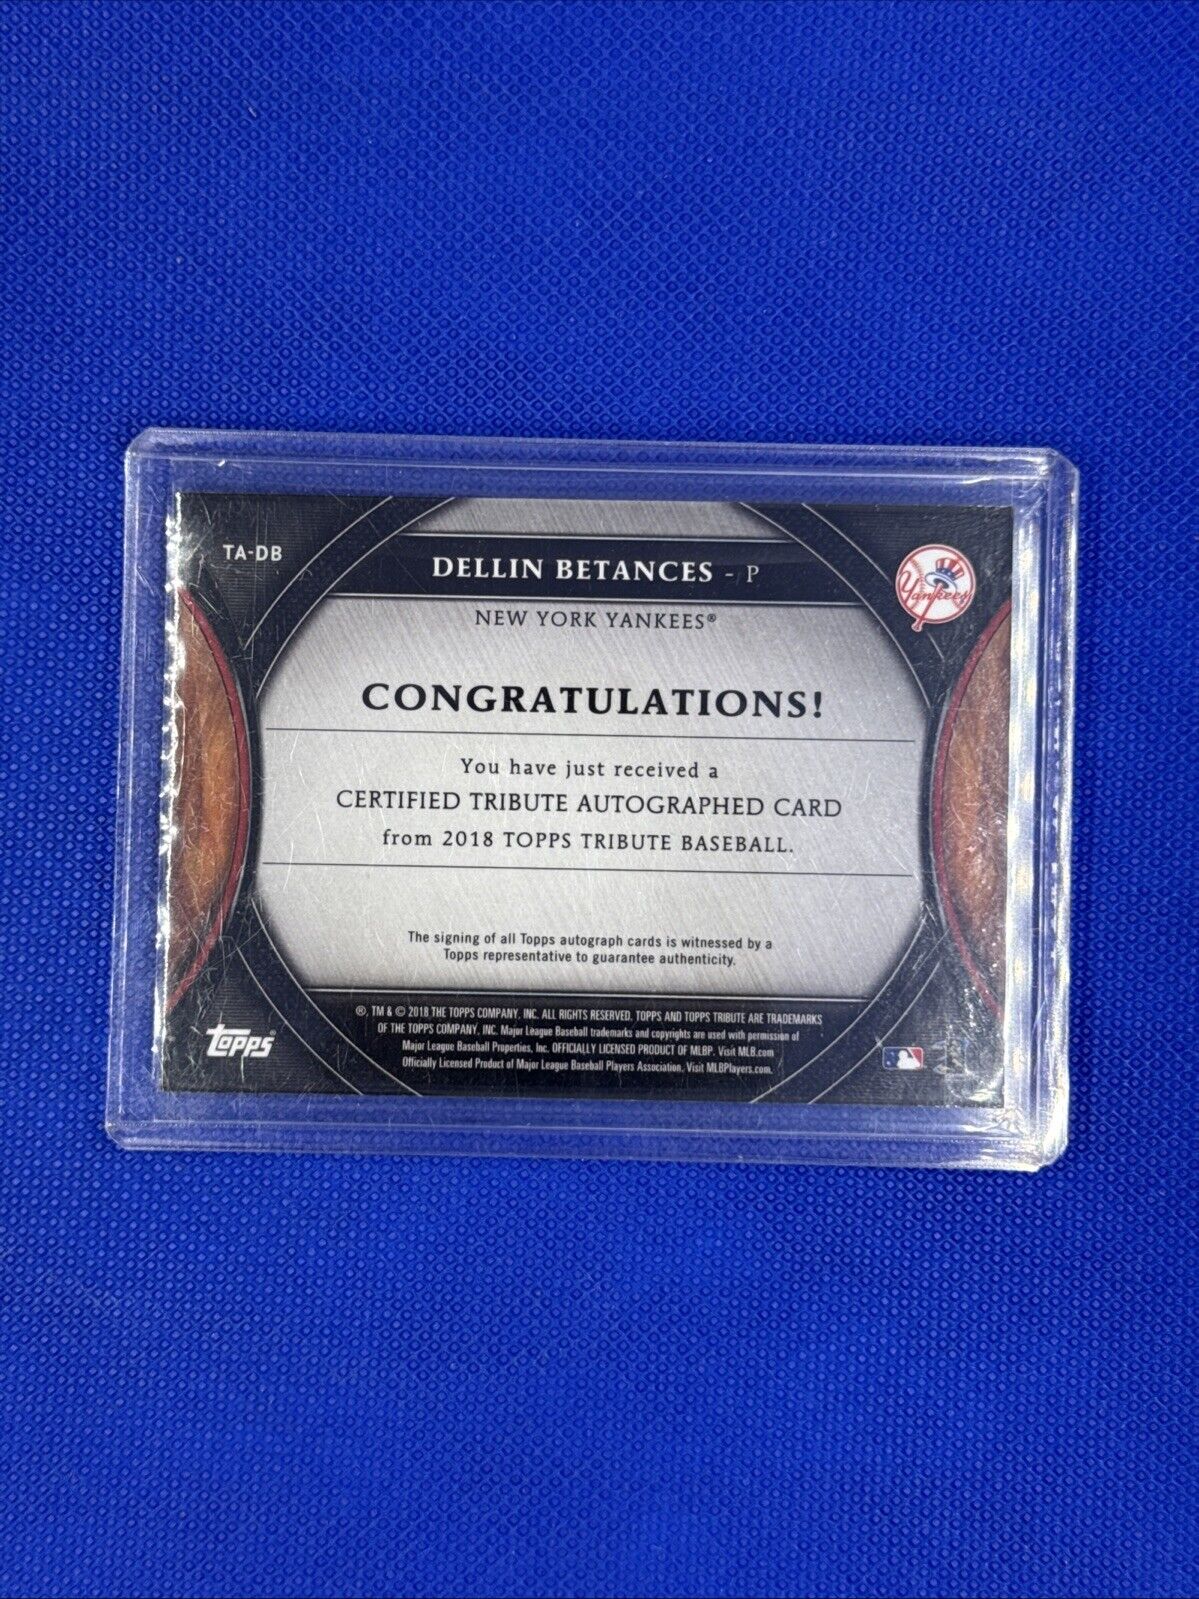 TA-DB
DELLIN BETANCES - P
Yankees
NEW YORK YANKEES®
CONGRATULATIONS!
You have just received a
CERTIFIED TRIBUTE AUTOGRAPHED CARD
from 2018 TOPPS TRIBUTE BASEBALL.
The signing of all Topps autograph cards is witnessed by a
Topps representative to guarantee authenticity.
®, TM & © 2018 THE TOPPS COMPANY, INC. ALL RIGHTS RESERVED. TOPPS AND TOPPS TRIBUTE ARE TRADEMARKS
OF THE TOPPS COMPANY, INC. Major League Baseball trademarks and copyrights are used with permission of
Major League Baseball Properties, Inc. OFFICIALLY LICENSED PRODUCT OF MLBP. Visit MLB.com
Officially Licensed Product of Major League Baseball Players Association. Visit MLBPlayers.com.
topps®